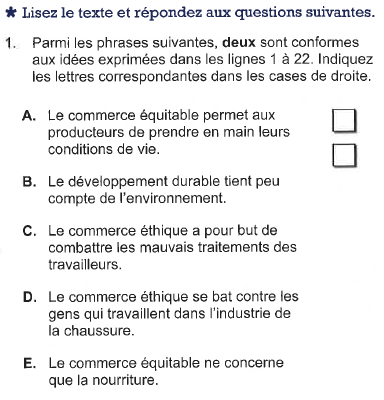 ★ Lisez le texte et répondez aux questions suivantes.
1. Parmi les phrases suivantes, deux sont conformes
aux idées exprimées dans les lignes 1 à 22. Indiquez
les lettres correspondantes dans les cases de droite.
A. Le commerce équitable permet aux
producteurs de prendre en main leurs
conditions de vie.
B. Le développement durable tient peu
compte de l'environnement.
C. Le commerce éthique a pour but de
combattre les mauvais traitements des
travailleurs.
D. Le commerce éthique se bat contre les
gens qui travaillent dans l'industrie de
la chaussure.
E. Le commerce équitable ne concerne
que la nourriture.